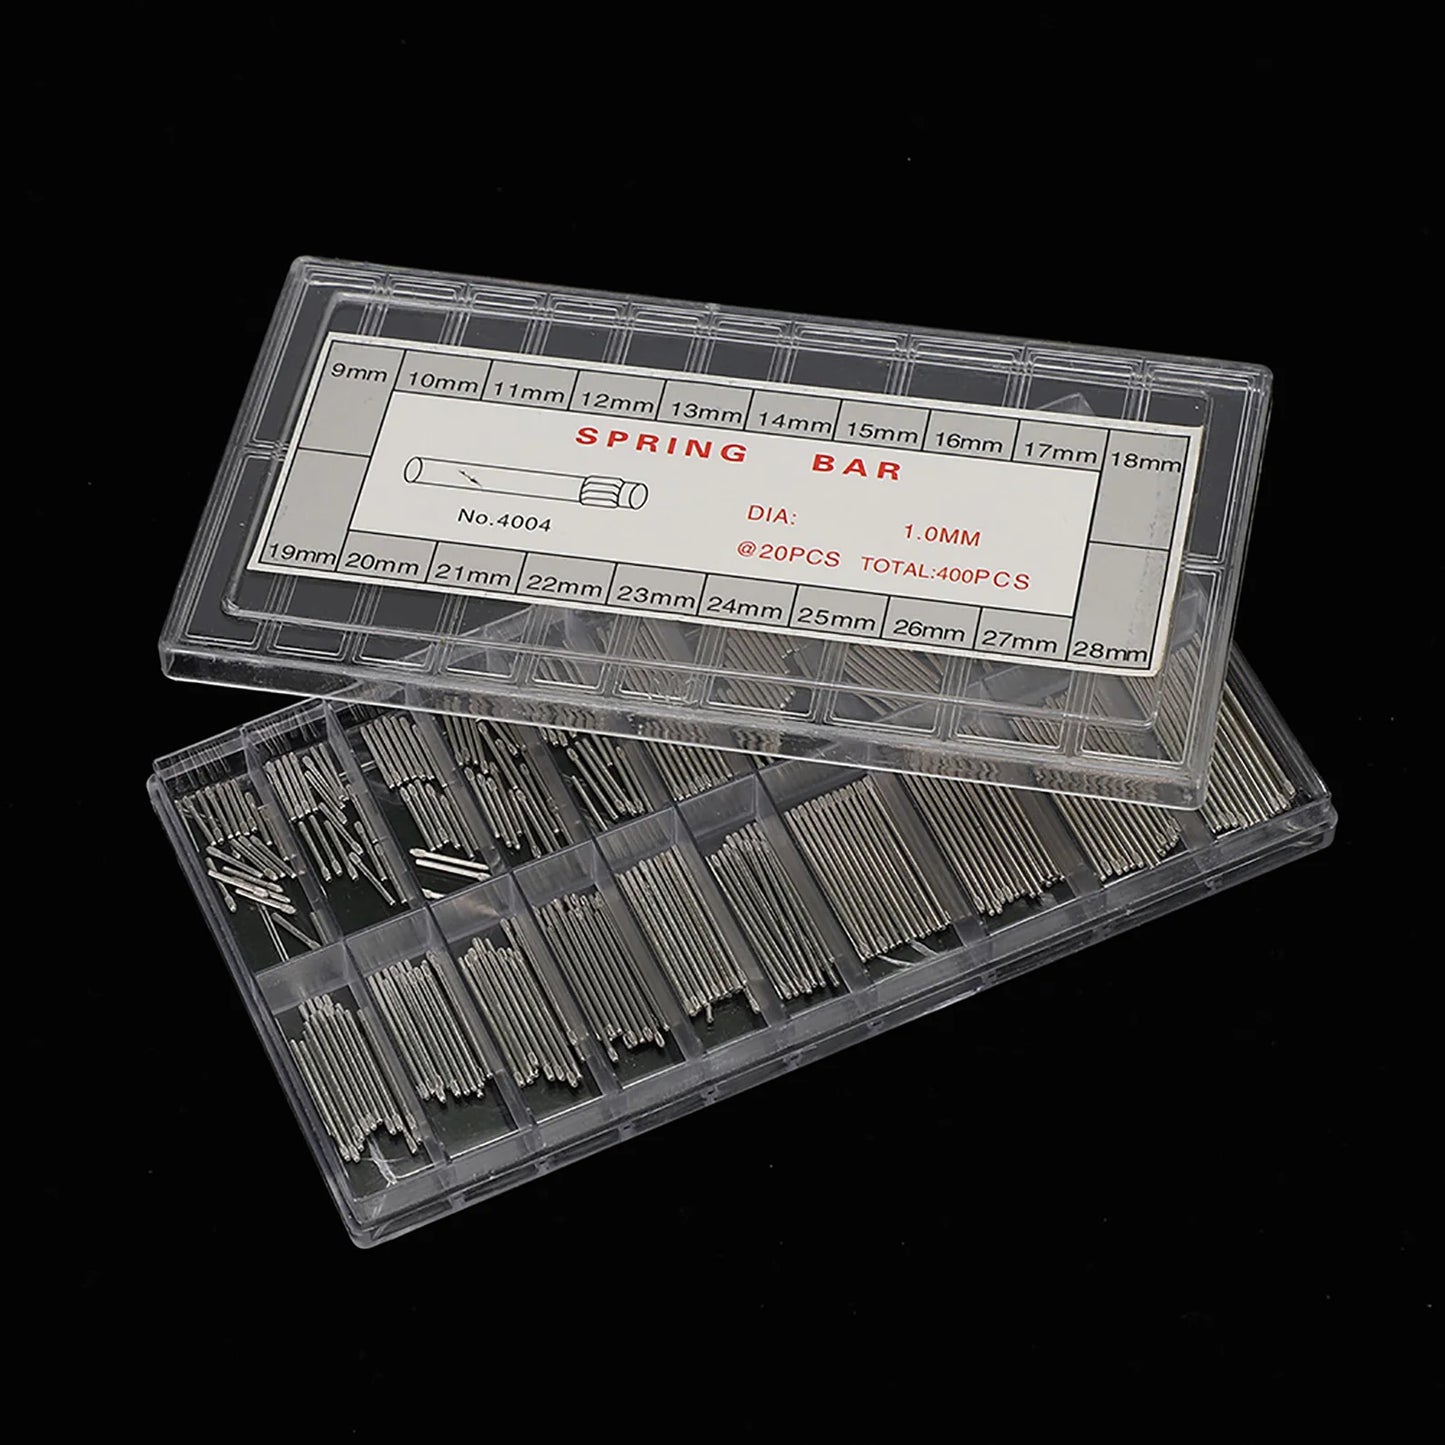 9mm 10mm 11mm 12mm 13mm 14mm 15mm 16mm 17mm 18mm
SPRING BAR
No.4004
DIA: 1.0MM
@20PCS TOTAL:400PCS
19mm 20mm 21mm 22mm 23mm 24mm 25mm 26mm 27mm 28mm